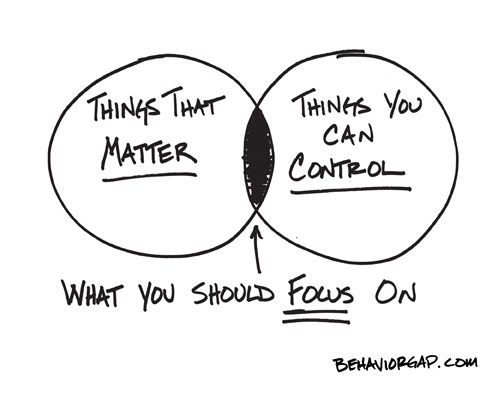 THINGS THAT
MATTER
THINGS YOU
CAN
CONTROL
WHAT YOU SHOULD FOCUS ON
BEHAVIORGAP.COM